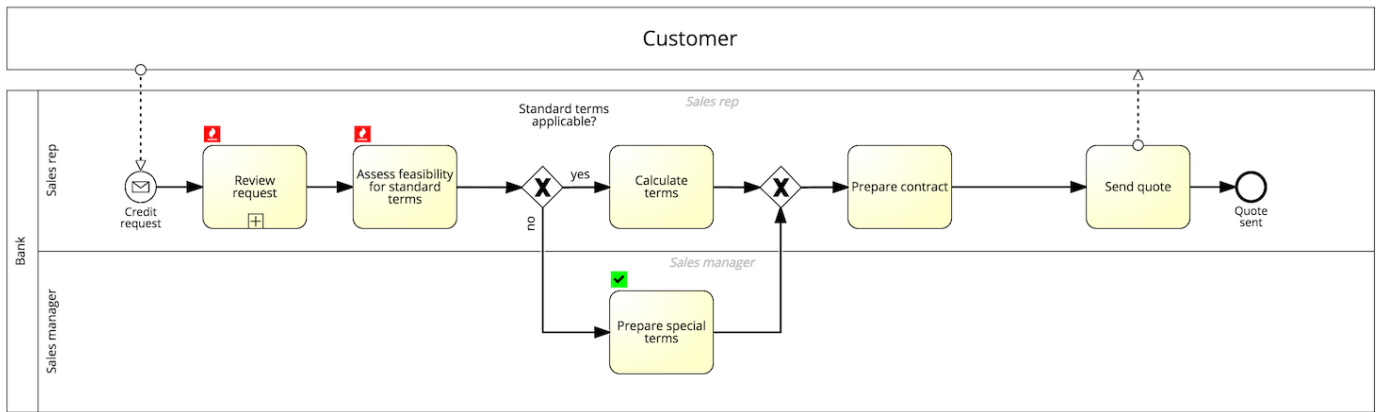 Customer
Sales rep
Standard terms
applicable?
Bank
Sales rep
Credit
request
Review
request
Assess feasibility
for standard
terms
X
yes
no
Calculate
terms
X
Prepare contract
Send quote
Quote
sent
Sales manager
Sales manager
Prepare special
terms